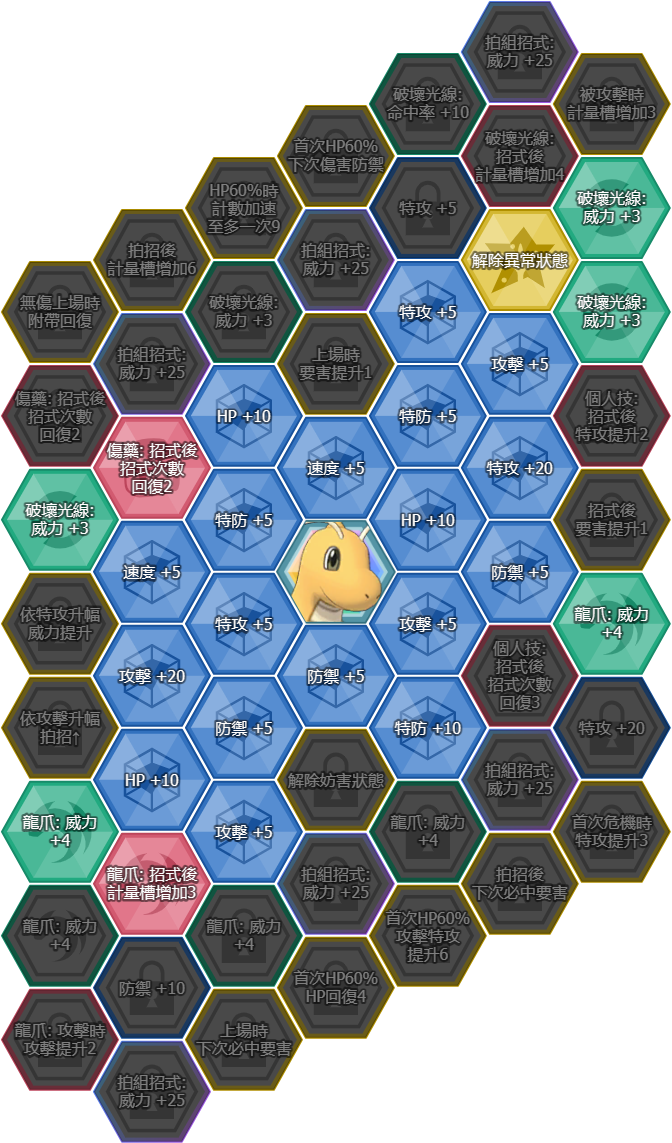 拍組招式:
威力 +25
破壞光線:
命中率 +10
被攻擊時
計量槽增加3
首次HP60%
下次傷害防禦
破壞光線:
招式後
計量槽增加4
HP60%時
計數加速
至多一次9
特攻 +5
破壞光線:
威力 +3
拍招後
計量槽增加6
拍組招式:
威力 +25
解除異常狀態
無傷上場時
附帶回復
破壞光線:
威力 +3
特攻 +5
破壞光線:
威力 +3
拍組招式:
威力 +25
上場時
要害提升1
攻擊 +5
傷藥: 招式後
招式次數
回復2
HP +10
特防 +5
個人技:
招式後
特攻提升2
傷藥: 招式後
招式次數
回復2
速度 +5
特攻 +20
破壞光線:
威力 +3
特防 +5
HP +10
招式後
要害提升1
速度 +5
防禦 +5
依特攻升幅
威力提升
特攻 +5
攻擊 +5
龍爪: 威力
+4
攻擊 +20
防禦 +5
個人技:
招式後
招式次數
回復3
依攻擊升幅
拍招↑
防禦 +5
特防 +10
特攻 +20
HP +10
解除妨害狀態
拍組招式:
威力 +25
龍爪: 威力
+4
攻擊 +5
龍爪: 威力
+4
首次危機時
特攻提升3
龍爪: 招式後
計量槽增加3
拍組招式:
威力 +25
拍招後
下次必中要害
龍爪: 威力
+4
龍爪: 威力
+4
首次HP60%
攻擊特攻
提升6
防禦 +10
首次HP60%
HP回復4
龍爪: 攻擊時
攻擊提升2
上場時
下次必中要害
拍組招式:
威力 +25